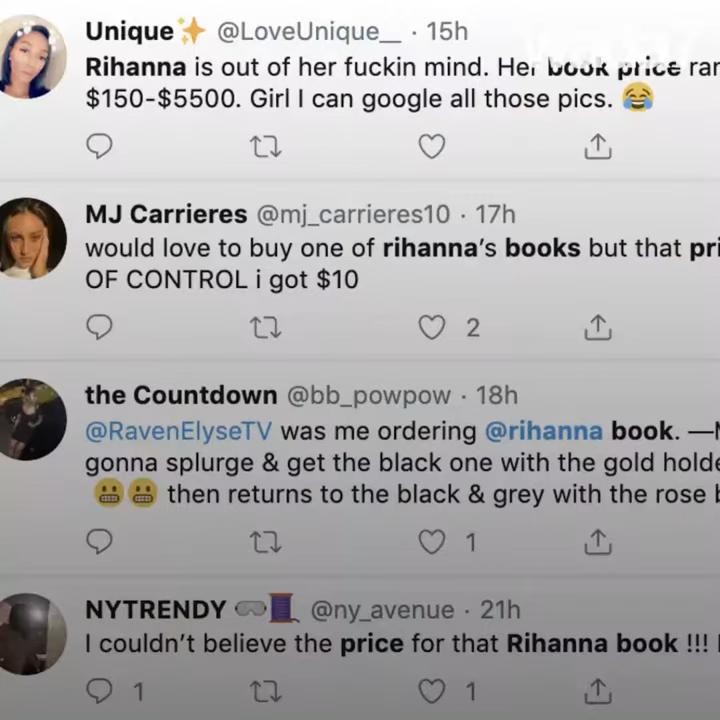 Unique✨ @LoveUnique__ · 15h
Rihanna is out of her fuckin mind. Her book price ran
$150-$5500. Girl I can google all those pics. 😂
MJ Carrieres @mj_carrieres10 · 17h
would love to buy one of rihanna's books but that pri
OF CONTROL i got $10
2
the Countdown @bb_powpow · 18h
@RavenElyseTV was me ordering @rihanna book. —M
gonna splurge & get the black one with the gold holde
😬😬 then returns to the black & grey with the rose b
1
NYTRENDY 🥽🧵 @ny_avenue · 21h
I couldn't believe the price for that Rihanna book !!!
1 1